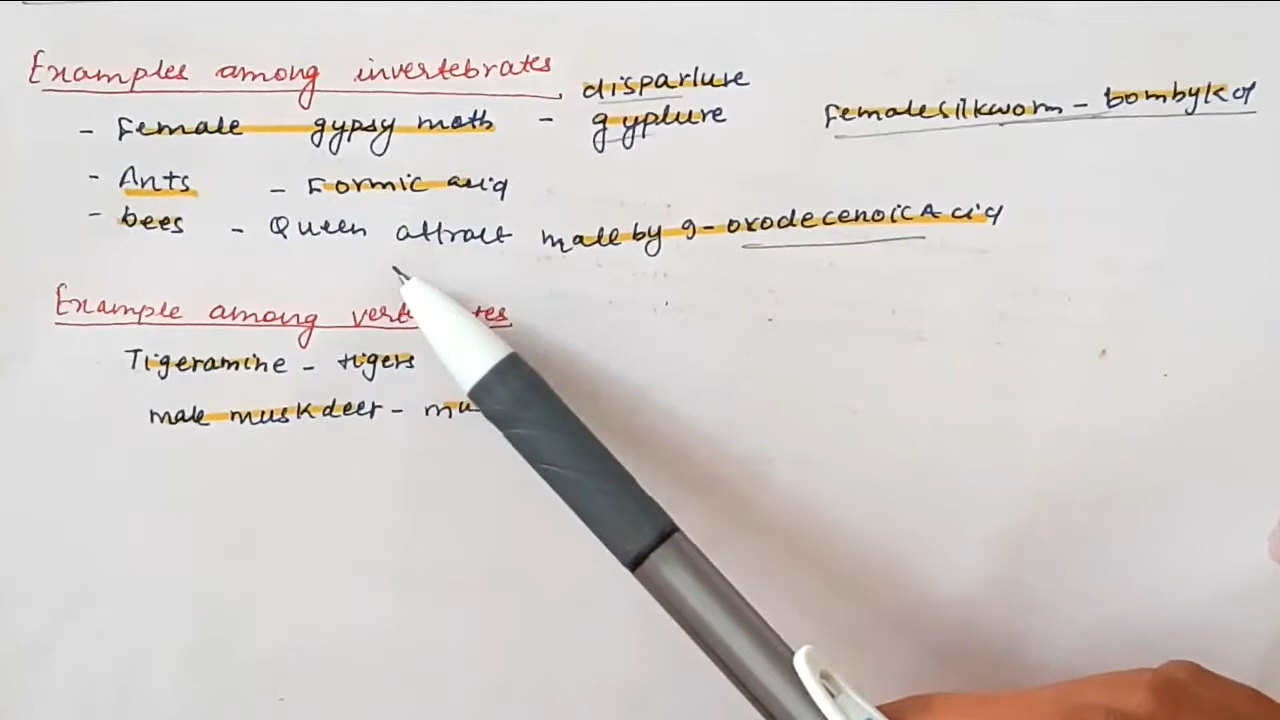 Examples among invertebrates
disparlure
- Female gypsy moth - gyplure
Female silkworm - bombykol
- Ants - Formic acid
- bees - Queen attract male by 9-oxodecenoic Acid
Example among
Tigeramine - tigers
male muskdeer -